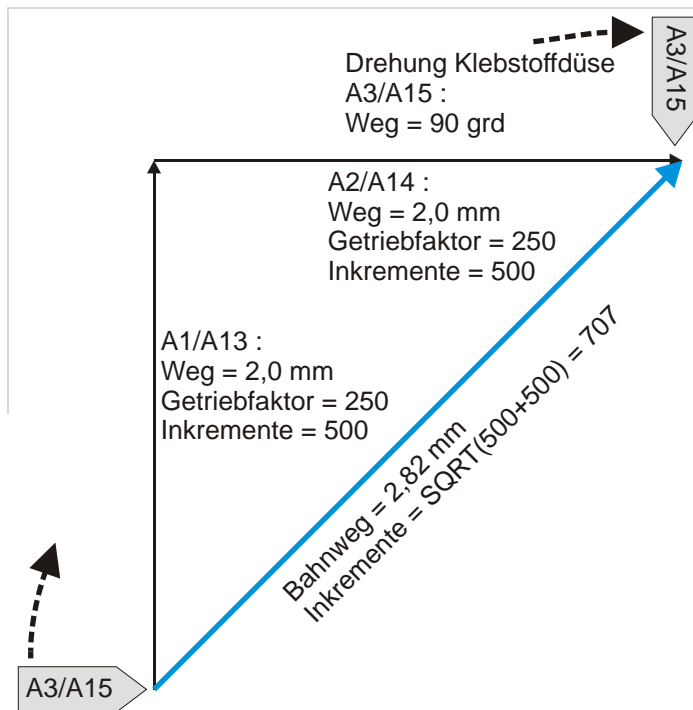 Drehung Klebstoffdüse
A3/A15 :
Weg = 90 grd
A3/A15
A2/A14 :
Weg = 2,0 mm
Getriebfaktor = 250
Inkremente = 500
A1/A13 :
Weg = 2,0 mm
Getriebfaktor = 250
Inkremente = 500
Bahnweg = 2,82 mm
Inkremente = SQRT(500+500) = 707
A3/A15